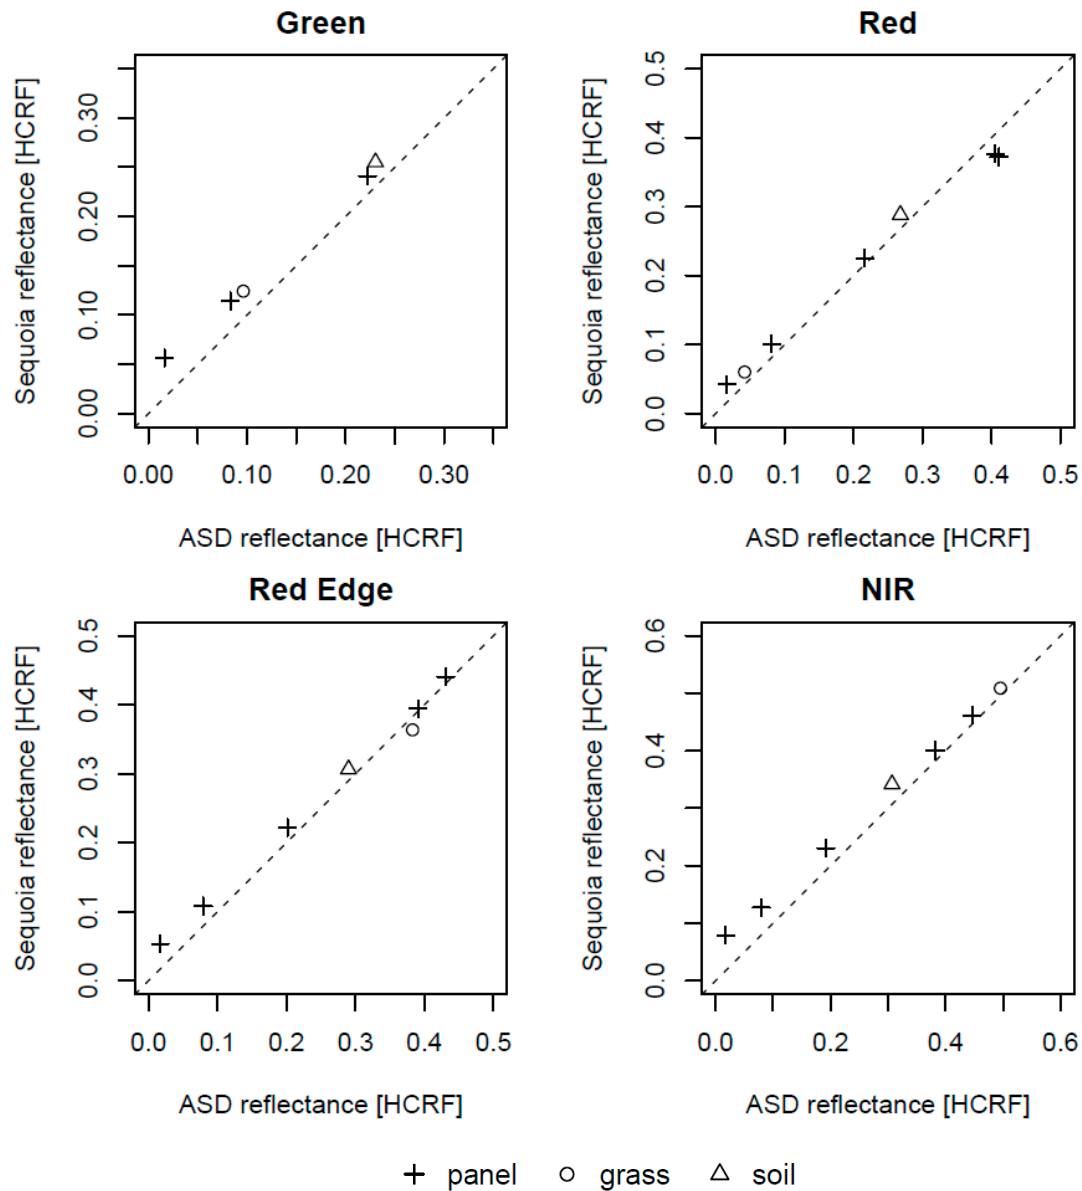 Green
Sequoia reflectance [HCRF]
0.00 0.10 0.20 0.30
0.00 0.10 0.20 0.30
ASD reflectance [HCRF]
Red
Sequoia reflectance [HCRF]
0.0 0.1 0.2 0.3 0.4 0.5
0.0 0.1 0.2 0.3 0.4 0.5
ASD reflectance [HCRF]
Red Edge
Sequoia reflectance [HCRF]
0.0 0.1 0.2 0.3 0.4 0.5
0.0 0.1 0.2 0.3 0.4 0.5
ASD reflectance [HCRF]
NIR
Sequoia reflectance [HCRF]
0.0 0.2 0.4 0.6
0.0 0.2 0.4 0.6
ASD reflectance [HCRF]
panel grass soil